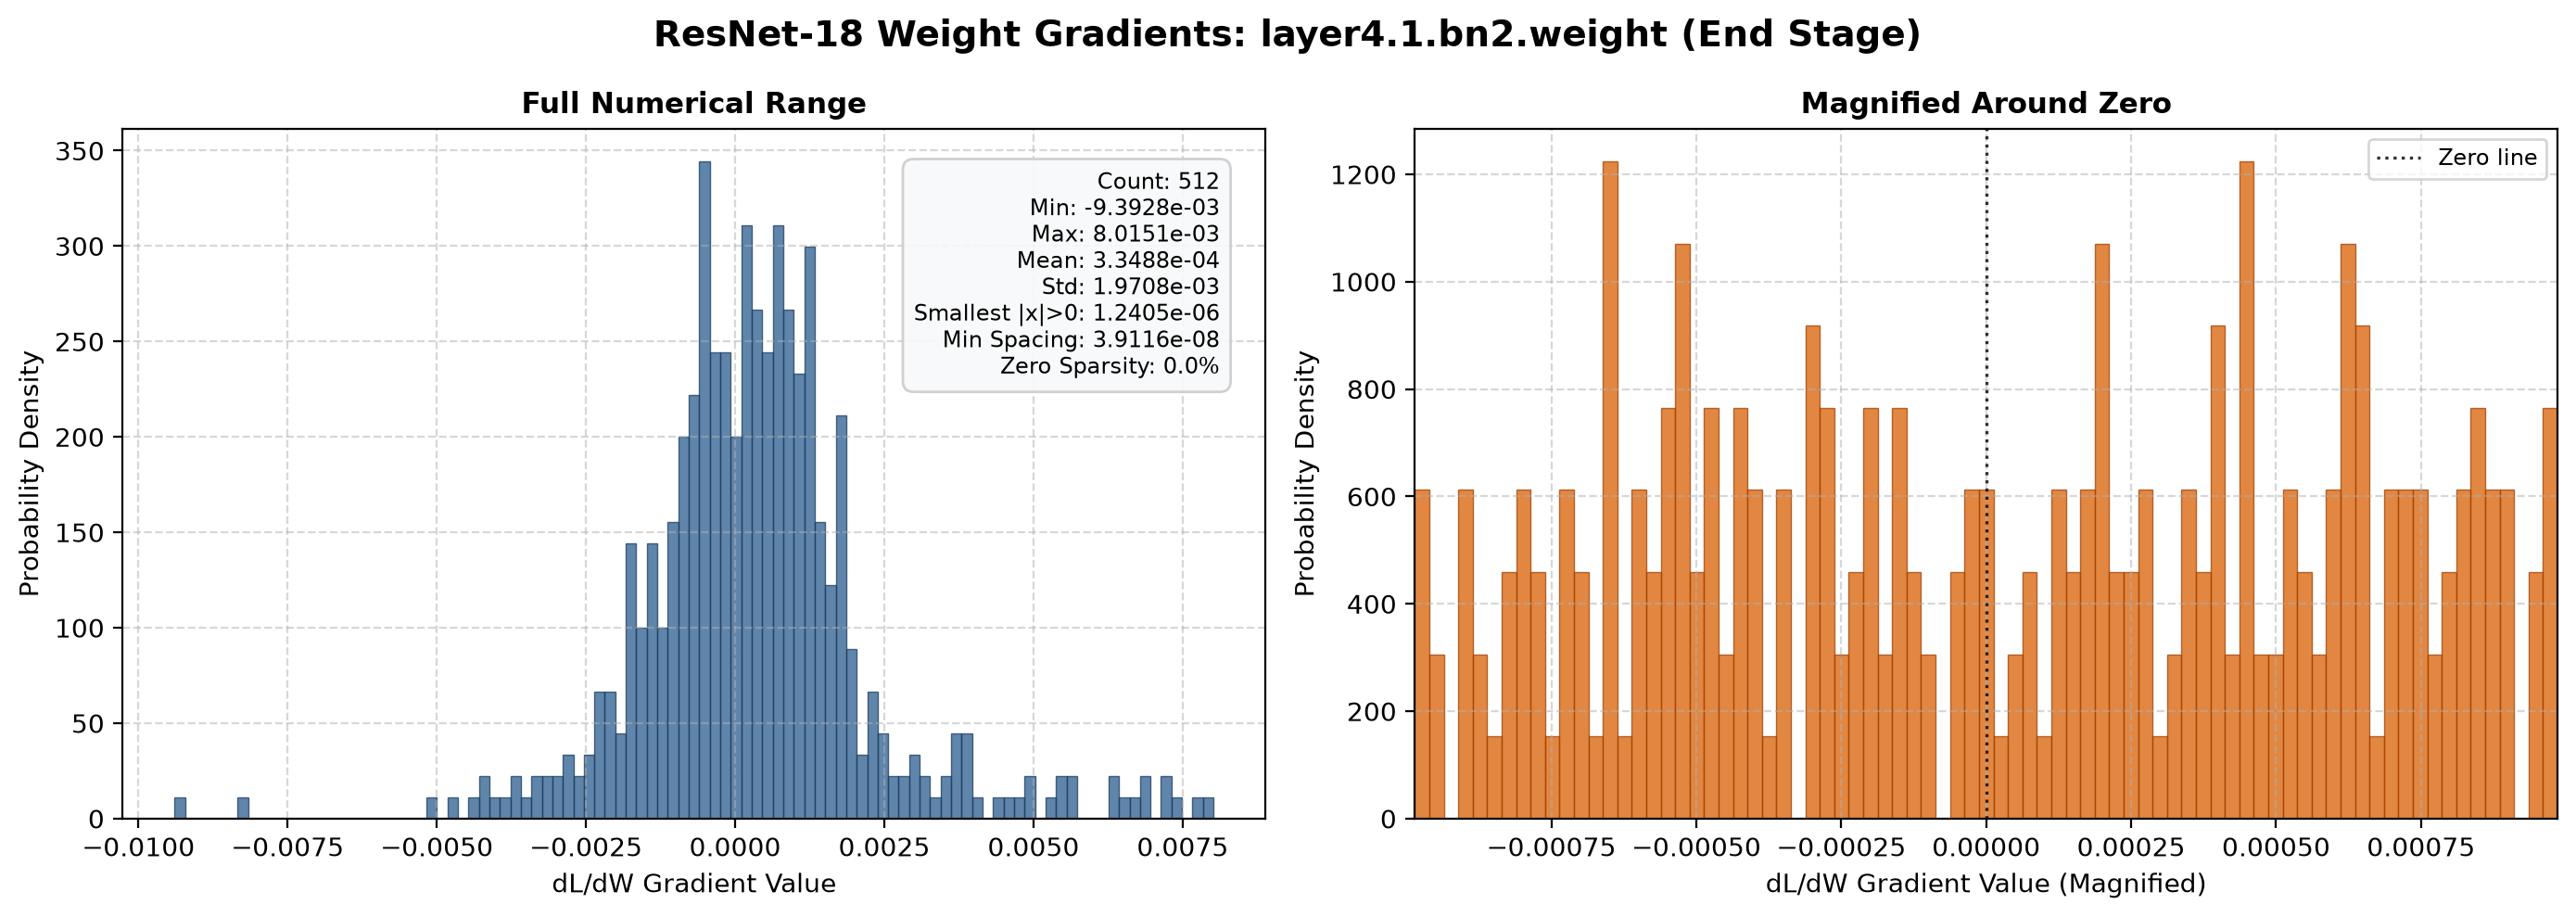 ResNet-18 Weight Gradients: layer4.1.bn2.weight (End Stage)
Full Numerical Range
Probability Density
350
300
250
200
150
100
50
0
Count: 512
Min: -9.3928e-03
Max: 8.0151e-03
Mean: 3.3488e-04
Std: 1.9708e-03
Smallest |x|>0: 1.2405e-06
Min Spacing: 3.9116e-08
Zero Sparsity: 0.0%
−0.0100 −0.0075 −0.0050 −0.0025 0.0000 0.0025 0.0050 0.0075
dL/dW Gradient Value
Magnified Around Zero
Probability Density
1200
1000
800
600
400
200
0
Zero line
−0.00075 −0.00050 −0.00025 0.00000 0.00025 0.00050 0.00075
dL/dW Gradient Value (Magnified)